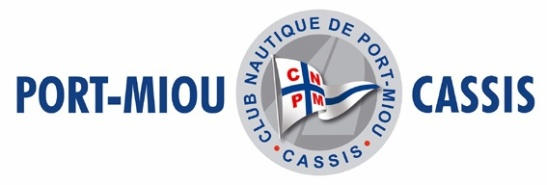 PORT-MIOU
CLUB NAUTIQUE DE PORT-MIOU
• CASSIS •
C N
P M
CASSIS